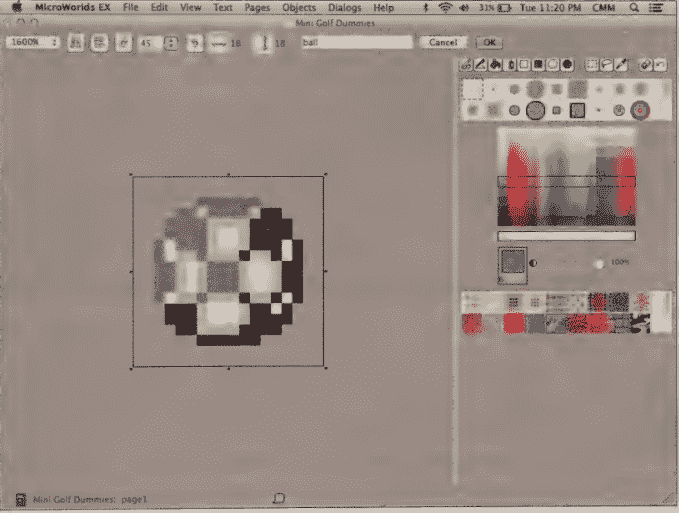 MicroWorlds EX File Edit View Text Pages Objects Dialogs Help 31% Tue 11:20 PM CMM
Mini Golf Dummies
1600% 45 18 18 ball Cancel OK
100%
Mini Golf Dummies: page1